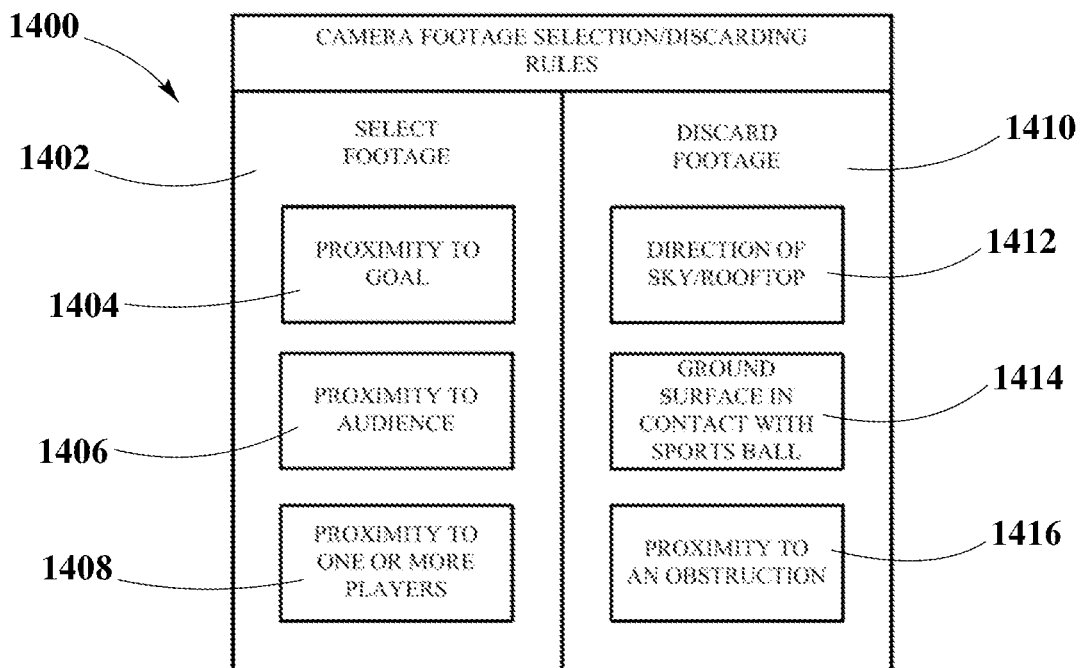 1400
CAMERA FOOTAGE SELECTION/DISCARDING
RULES
1402
SELECT
FOOTAGE
PROXIMITY TO
GOAL
1404
PROXIMITY TO
AUDIENCE
1406
PROXIMITY TO
ONE OR MORE
PLAYERS
1408
DISCARD
FOOTAGE
1410
DIRECTION OF
SKY/ROOFTOP
1412
GROUND
SURFACE IN
CONTACT WITH
SPORTS BALL
1414
PROXIMITY TO
AN OBSTRUCTION
1416